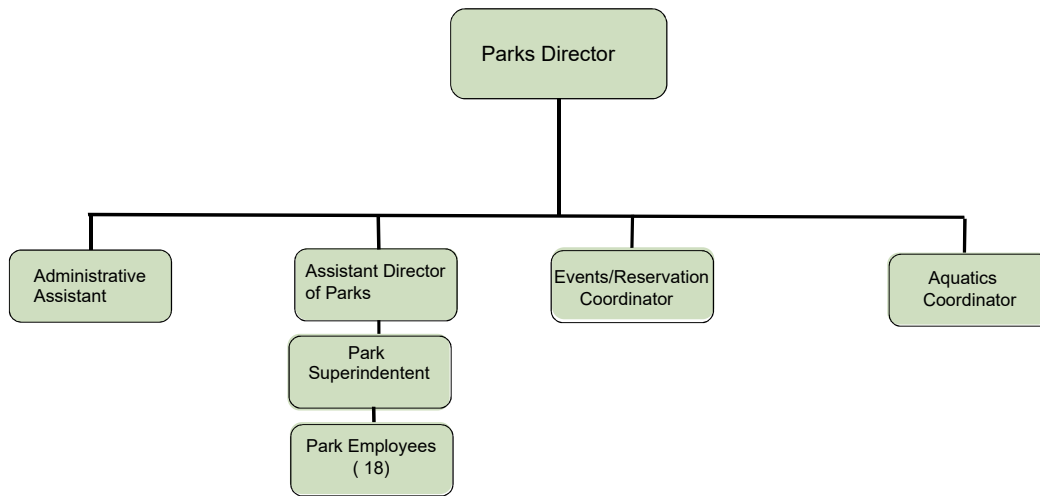 Parks Director
Administrative
Assistant
Assistant Director
of Parks
Events/Reservation
Coordinator
Aquatics
Coordinator
Park
Superindentent
Park Employees
( 18)